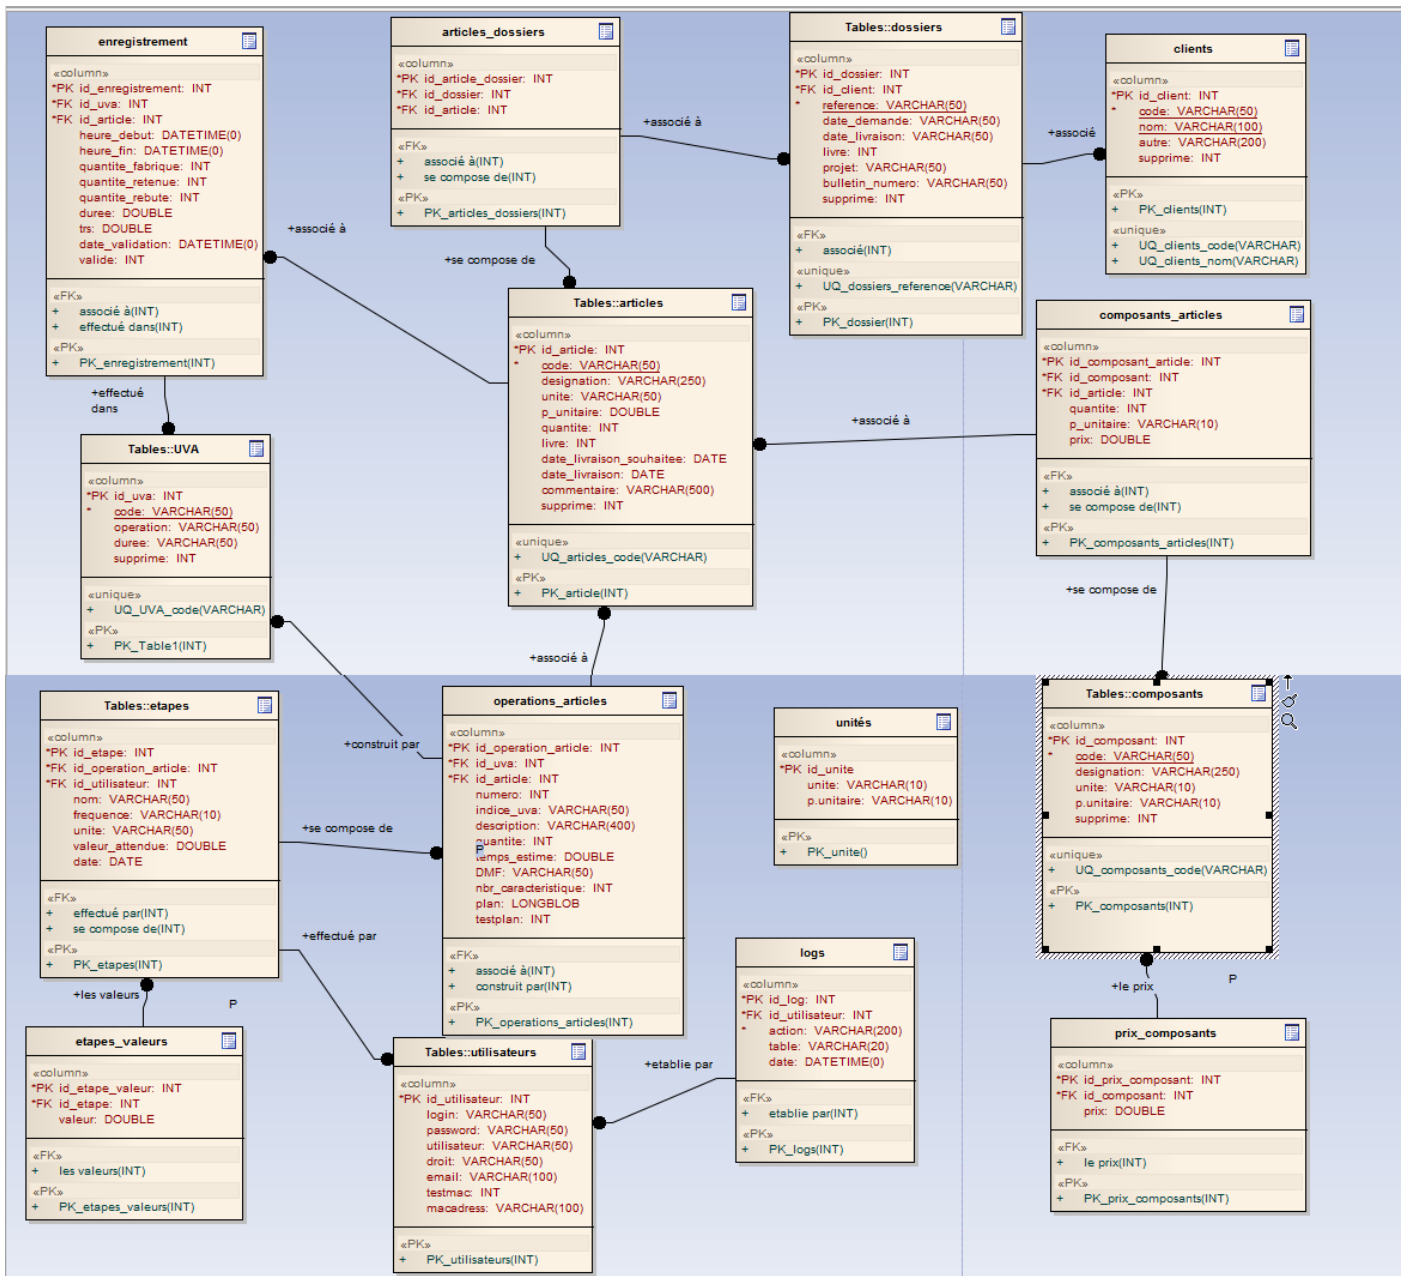 enregistrement
«column»
*PK id_enregistrement: INT
*FK id_uva: INT
*FK id_article: INT
heure_debut: DATETIME(0)
heure_fin: DATETIME(0)
quantite_fabrique: INT
quantite_retenue: INT
quantite_rebute: INT
duree: DOUBLE
trs: DOUBLE
date_validation: DATETIME(0)
valide: INT
«FK»
+ associé à(INT)
+ effectué dans(INT)
«PK»
+ PK_enregistrement(INT)
articles_dossiers
«column»
*PK id_article_dossier: INT
*FK id_dossier: INT
*FK id_article: INT
«FK»
+ associé à(INT)
+ se compose de(INT)
«PK»
+ PK_articles_dossiers(INT)
+associé à
Tables::dossiers
«column»
*PK id_dossier: INT
*FK id_client: INT
* reference: VARCHAR(50)
date_demande: VARCHAR(50)
date_livraison: VARCHAR(50)
livre: INT
projet: VARCHAR(50)
bulletin_numero: VARCHAR(50)
supprime: INT
«FK»
+ associé(INT)
«unique»
+ UQ_dossiers_reference(VARCHAR)
«PK»
+ PK_dossier(INT)
+associé
clients
«column»
*PK id_client: INT
* code: VARCHAR(50)
nom: VARCHAR(100)
autre: VARCHAR(200)
supprime: INT
«PK»
+ PK_clients(INT)
«unique»
+ UQ_clients_code(VARCHAR)
+ UQ_clients_nom(VARCHAR)
+associé à
+se compose de
Tables::articles
«column»
*PK id_article: INT
* code: VARCHAR(50)
designation: VARCHAR(250)
unite: VARCHAR(50)
p_unitaire: DOUBLE
quantite: INT
livre: INT
date_livraison_souhaitee: DATE
date_livraison: DATE
commentaire: VARCHAR(500)
supprime: INT
«unique»
+ UQ_articles_code(VARCHAR)
«PK»
+ PK_article(INT)
composants_articles
«column»
*PK id_composant_article: INT
*FK id_composant: INT
*FK id_article: INT
quantite: INT
p_unitaire: VARCHAR(10)
prix: DOUBLE
«FK»
+ associé à(INT)
+ se compose de(INT)
«PK»
+ PK_composants_articles(INT)
+associé à
+effectué
dans
Tables::UVA
«column»
*PK id_uva: INT
* code: VARCHAR(50)
operation: VARCHAR(50)
duree: VARCHAR(50)
supprime: INT
«unique»
+ UQ_UVA_code(VARCHAR)
«PK»
+ PK_Table1(INT)
+se compose de
+associé à
+construit par
Tables::etapes
«column»
*PK id_etape: INT
*FK id_operation_article: INT
*FK id_utilisateur: INT
nom: VARCHAR(50)
frequence: VARCHAR(10)
unite: VARCHAR(50)
valeur_attendue: DOUBLE
date: DATE
«FK»
+ effectué par(INT)
+ se compose de(INT)
«PK»
+ PK_etapes(INT)
+se compose de
+effectué par
operations_articles
«column»
*PK id_operation_article: INT
*FK id_uva: INT
*FK id_article: INT
numero: INT
indice_uva: VARCHAR(50)
description: VARCHAR(400)
quantite: INT
P
temps_estime: DOUBLE
DMF: VARCHAR(50)
nbr_caracteristique: INT
plan: LONGBLOB
testplan: INT
«FK»
+ associé à(INT)
+ construit par(INT)
«PK»
+ PK_operations_articles(INT)
unités
«column»
*PK id_unite
unite: VARCHAR(10)
p.unitaire: VARCHAR(10)
«PK»
+ PK_unite()
Tables::composants
«column»
*PK id_composant: INT
* code: VARCHAR(50)
designation: VARCHAR(250)
unite: VARCHAR(10)
p.unitaire: VARCHAR(10)
supprime: INT
«unique»
+ UQ_composants_code(VARCHAR)
«PK»
+ PK_composants(INT)
+le prix
P
+les valeurs
P
etapes_valeurs
«column»
*PK id_etape_valeur: INT
*FK id_etape: INT
valeur: DOUBLE
«FK»
+ les valeurs(INT)
«PK»
+ PK_etapes_valeurs(INT)
Tables::utilisateurs
«column»
*PK id_utilisateur: INT
login: VARCHAR(50)
password: VARCHAR(50)
utilisateur: VARCHAR(50)
droit: VARCHAR(50)
email: VARCHAR(100)
testmac: INT
macadress: VARCHAR(100)
«PK»
+ PK_utilisateurs(INT)
+etablie par
logs
«column»
*PK id_log: INT
*FK id_utilisateur: INT
* action: VARCHAR(200)
table: VARCHAR(20)
date: DATETIME(0)
«FK»
+ etablie par(INT)
«PK»
+ PK_logs(INT)
prix_composants
«column»
*PK id_prix_composant: INT
*FK id_composant: INT
prix: DOUBLE
«FK»
+ le prix(INT)
«PK»
+ PK_prix_composants(INT)